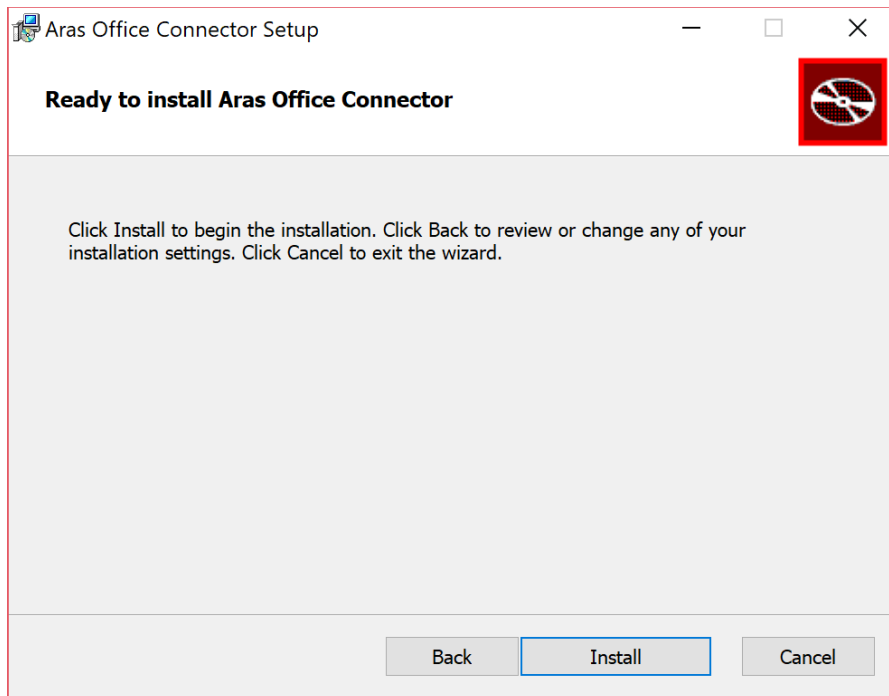 Aras Office Connector Setup
Ready to install Aras Office Connector
Click Install to begin the installation. Click Back to review or change any of your
installation settings. Click Cancel to exit the wizard.
Back Install Cancel